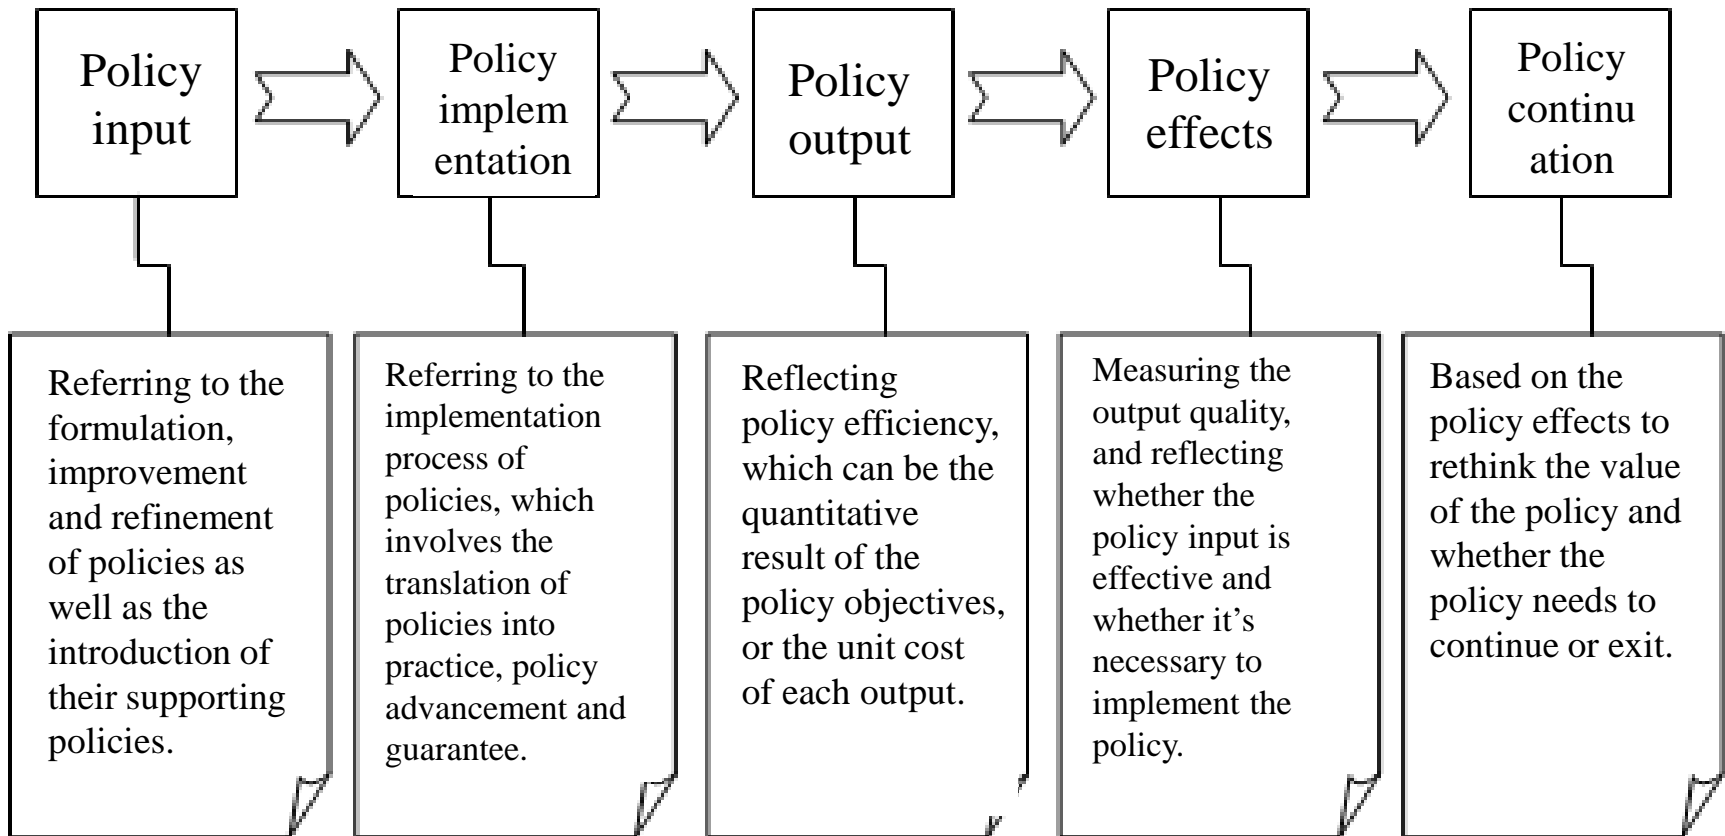 Policy
input
Policy
implem
entation
Policy
output
Policy
effects
Policy
continu
ation
Referring to the
formulation,
improvement
and refinement
of policies as
well as the
introduction of
their supporting
policies.
Referring to the
implementation
process of
policies, which
involves the
translation of
policies into
practice, policy
advancement and
guarantee.
Reflecting
policy efficiency,
which can be the
quantitative
result of the
policy objectives,
or the unit cost
of each output.
Measuring the
output quality,
and reflecting
whether the
policy input is
effective and
whether it’s
necessary to
implement the
policy.
Based on the
policy effects to
rethink the value
of the policy and
whether the
policy needs to
continue or exit.